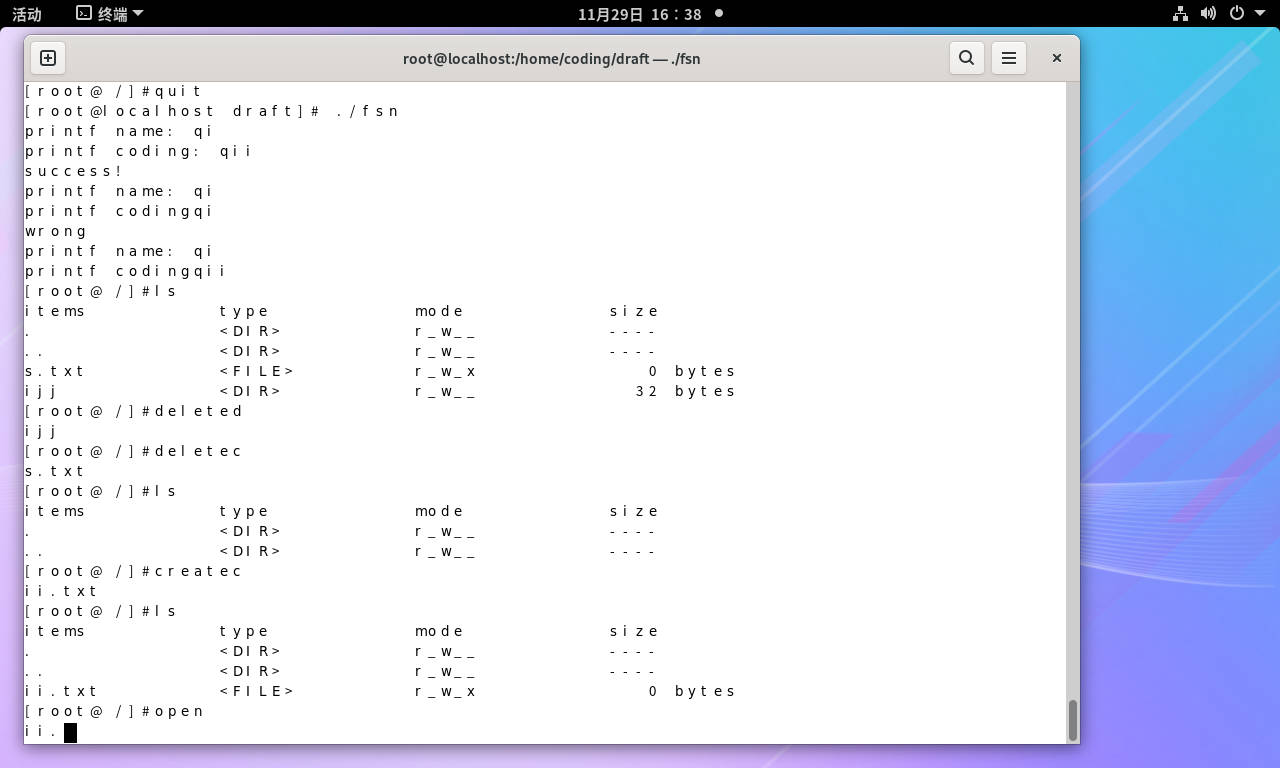 活动 终端 11月29日 16：38
root@localhost:/home/coding/draft — ./fsn
[root@ /]#quit
[root@localhost draft]# ./fsn
printf name: qi
printf coding: qii
success!
printf name: qi
printf codingqi
wrong
printf name: qi
printf codingqii
[root@ /]#ls
items type mode size
. <DIR> r_w__ ----
.. <DIR> r_w__ ----
s.txt <FILE> r_w_x 0 bytes
ijj <DIR> r_w__ 32 bytes
[root@ /]#deleted
ijj
[root@ /]#deletec
s.txt
[root@ /]#ls
items type mode size
. <DIR> r_w__ ----
.. <DIR> r_w__ ----
[root@ /]#createc
ii.txt
[root@ /]#ls
items type mode size
. <DIR> r_w__ ----
.. <DIR> r_w__ ----
ii.txt <FILE> r_w_x 0 bytes
[root@ /]#open
ii.